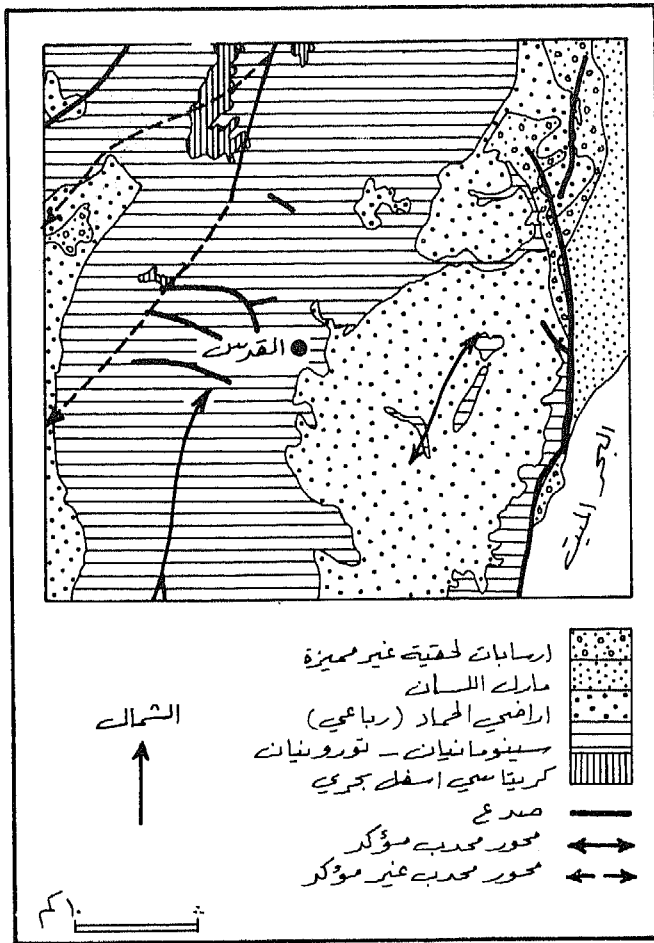 القدس
البحر الميت
ارسابات لحقية غير مميزة
مارل اللسان
اراضي الحماد (رباعي)
سينومانيان - تورونيان
كريتاسي اسفل بحري
صدع
محور محدب مؤكد
محور محدب غير مؤكد
الشمال
١٠ كم